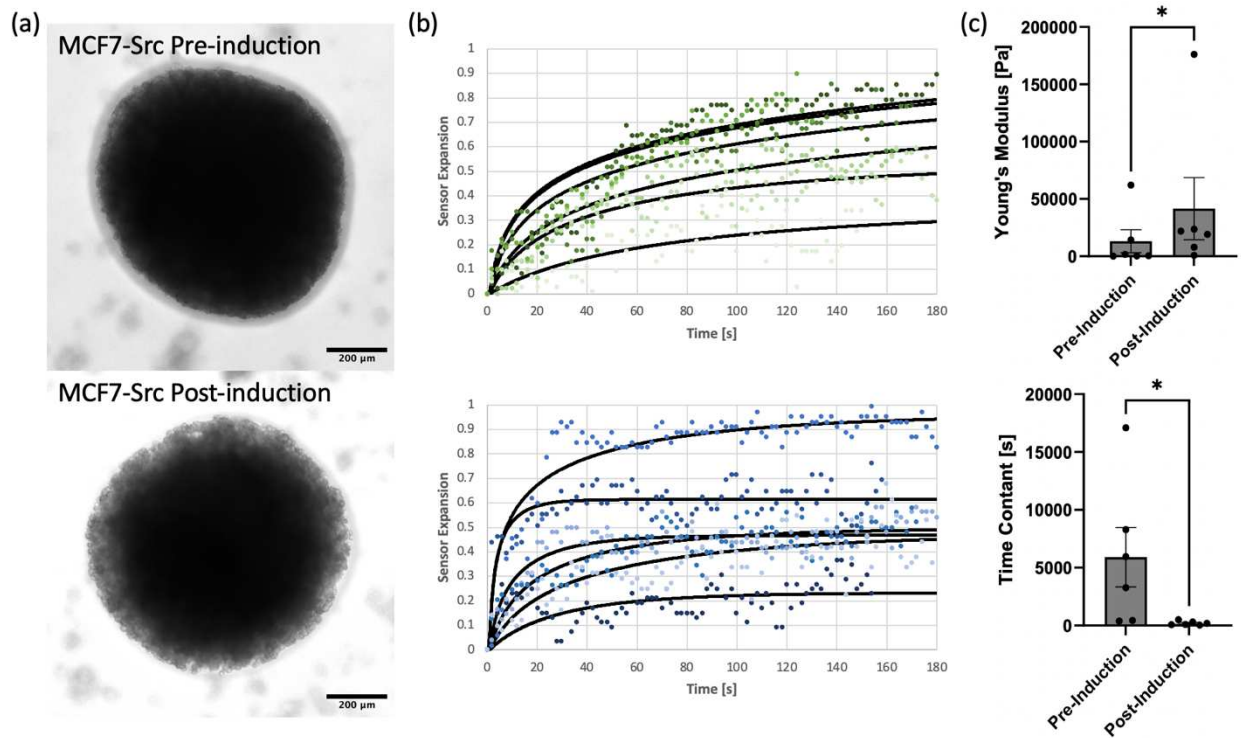 (a)
MCF7-Src Pre-induction
200 µm
MCF7-Src Post-induction
200 µm
(b)
1
0.9
0.8
0.7
0.6
0.5
0.4
0.3
0.2
0.1
0
Sensor Expansion
0 20 40 60 80 100 120 140 160 180
Time [s]
1
0.9
0.8
0.7
0.6
0.5
0.4
0.3
0.2
0.1
0
Sensor Expansion
0 20 40 60 80 100 120 140 160 180
Time [s]
(c)
*
200000
150000
100000
50000
0
Young's Modulus [Pa]
Pre-Induction
Post-Induction
*
20000
15000
10000
5000
0
Time Contant [s]
Pre-Induction
Post-Induction